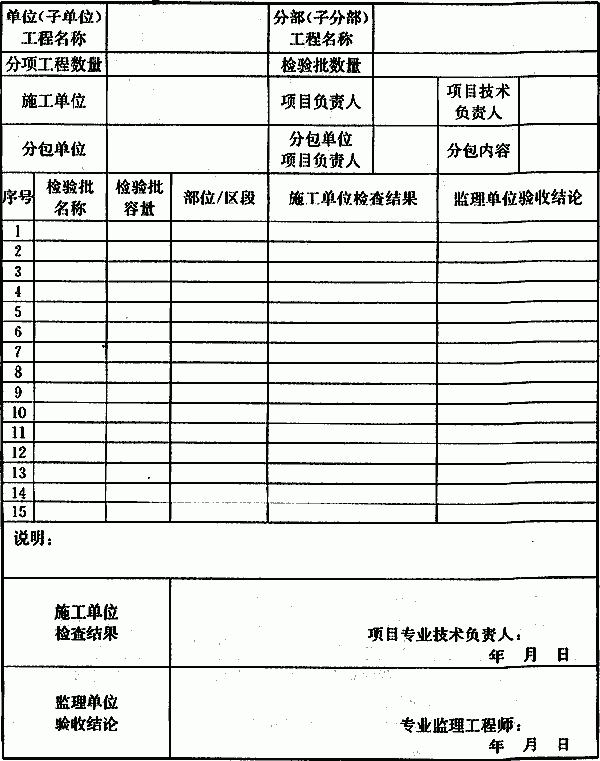 单位(子单位) 分部(子分部)
工程名称 工程名称
分项工程数量 检验批数量
施工单位 项目负责人 项目技术
负责人
分包单位 分包单位
项目负责人 分包内容
序号 检验批
名称 检验批
容量 部位/区段 施工单位检查结果 监理单位验收结论
1
2
3
4
5
6
7
8
9
10
11
12
13
14
15
说明：
施工单位
检查结果
项目专业技术负责人：
年 月 日
监理单位
验收结论
专业监理工程师：
年 月 日